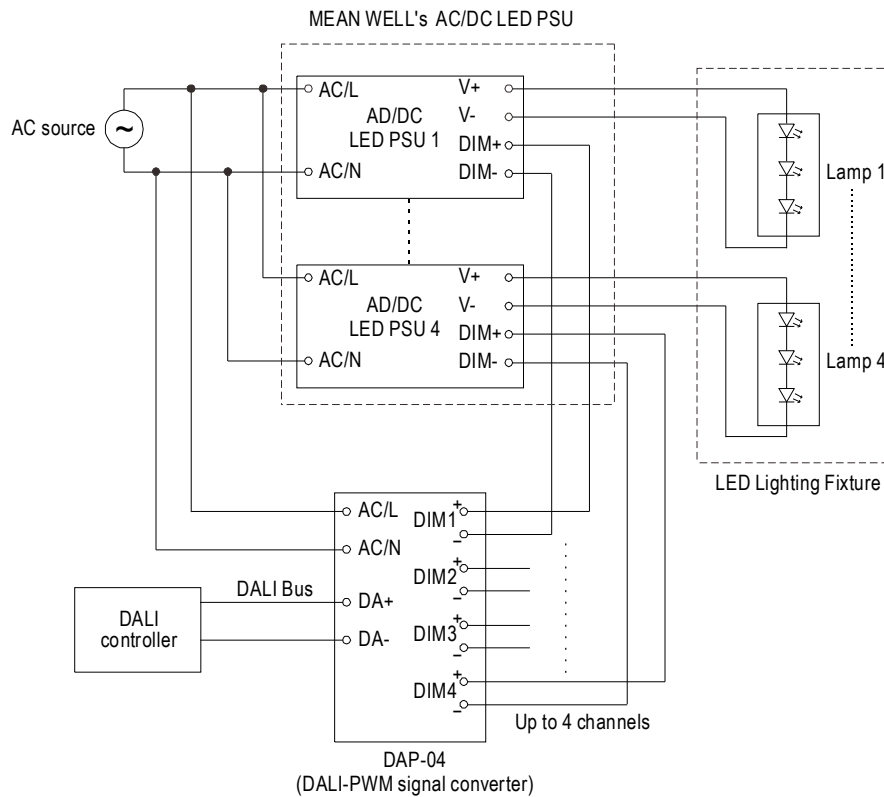 MEAN WELL's AC/DC LED PSU
AC source
~
AC/L
AD/DC
LED PSU 1
AC/N
V+
V-
DIM+
DIM-
Lamp 1
AC/L
AD/DC
LED PSU 4
AC/N
V+
V-
DIM+
DIM-
Lamp 4
LED Lighting Fixture
AC/L
AC/N
DALI Bus
DA+
DA-
DALI
controller
DIM1
+
−
DIM2
+
−
DIM3
+
−
DIM4
+
−
Up to 4 channels
DAP-04
(DALI-PWM signal converter)